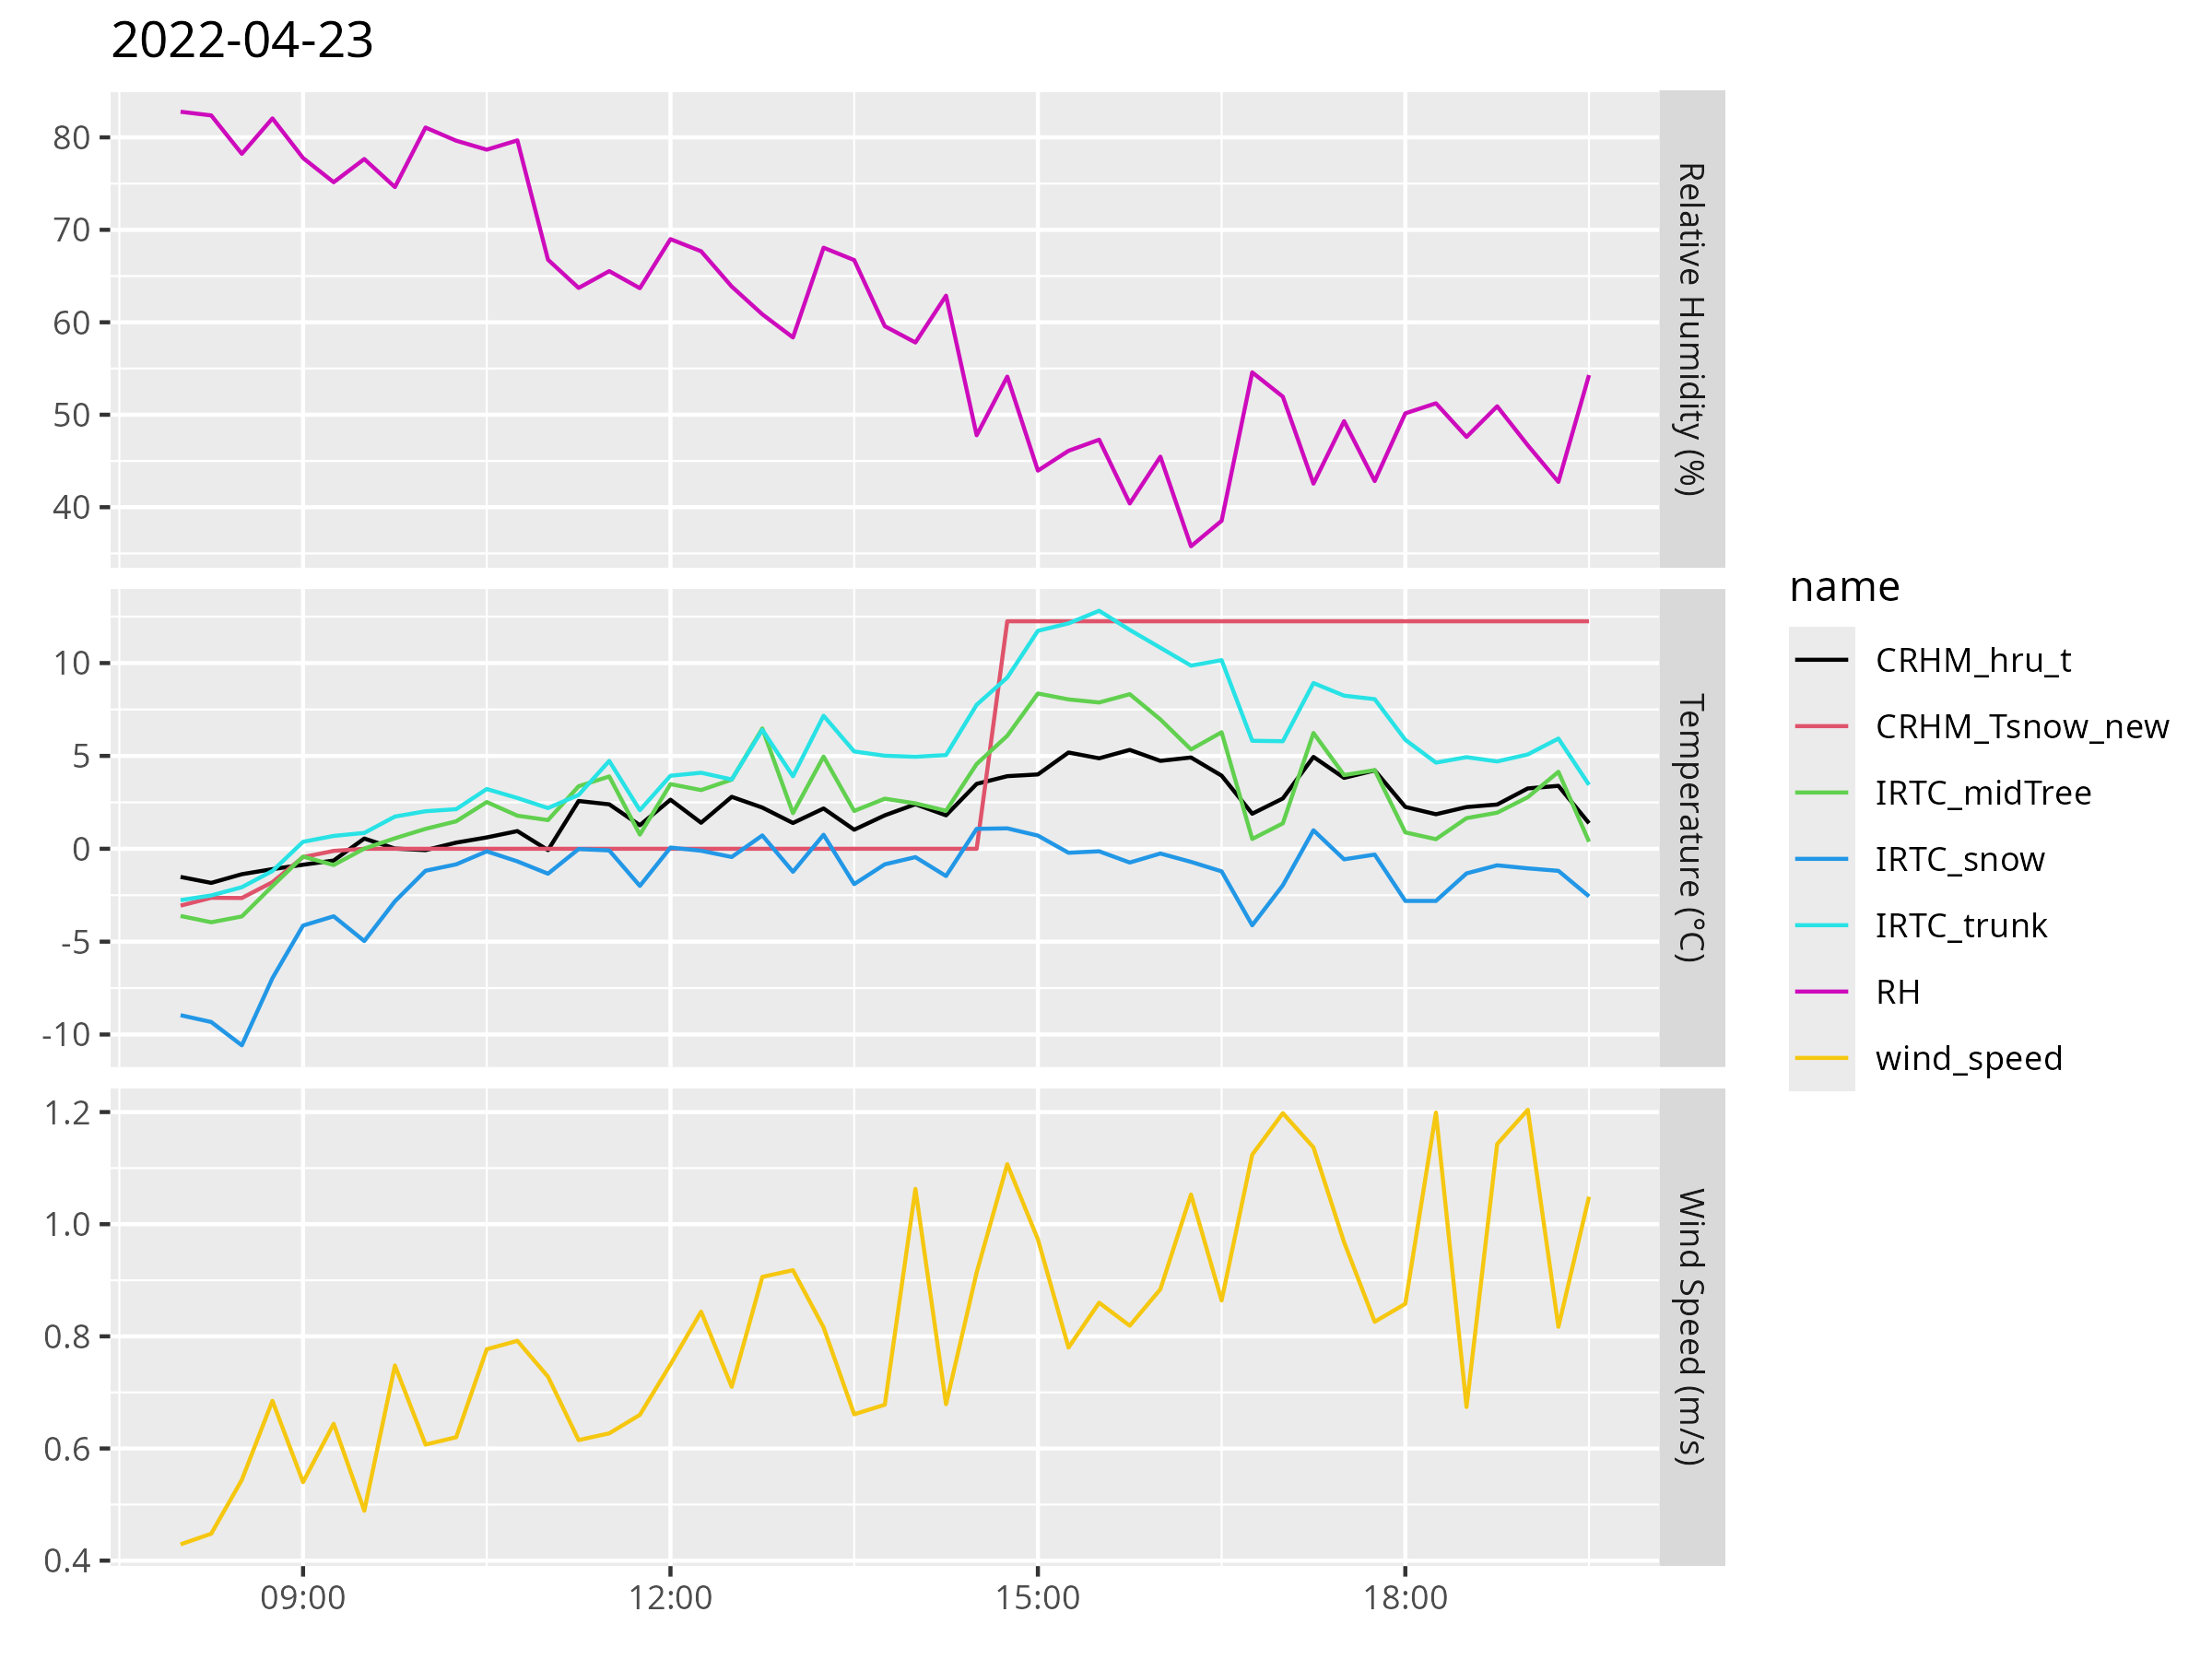 2022-04-23
80
70
60
50
40
Relative Humidity (%)
10
5
0
-5
-10
Temperature (°C)
1.2
1.0
0.8
0.6
0.4
Wind Speed (m/s)
09:00 12:00 15:00 18:00
name
CRHM_hru_t
CRHM_Tsnow_new
IRTC_midTree
IRTC_snow
IRTC_trunk
RH
wind_speed